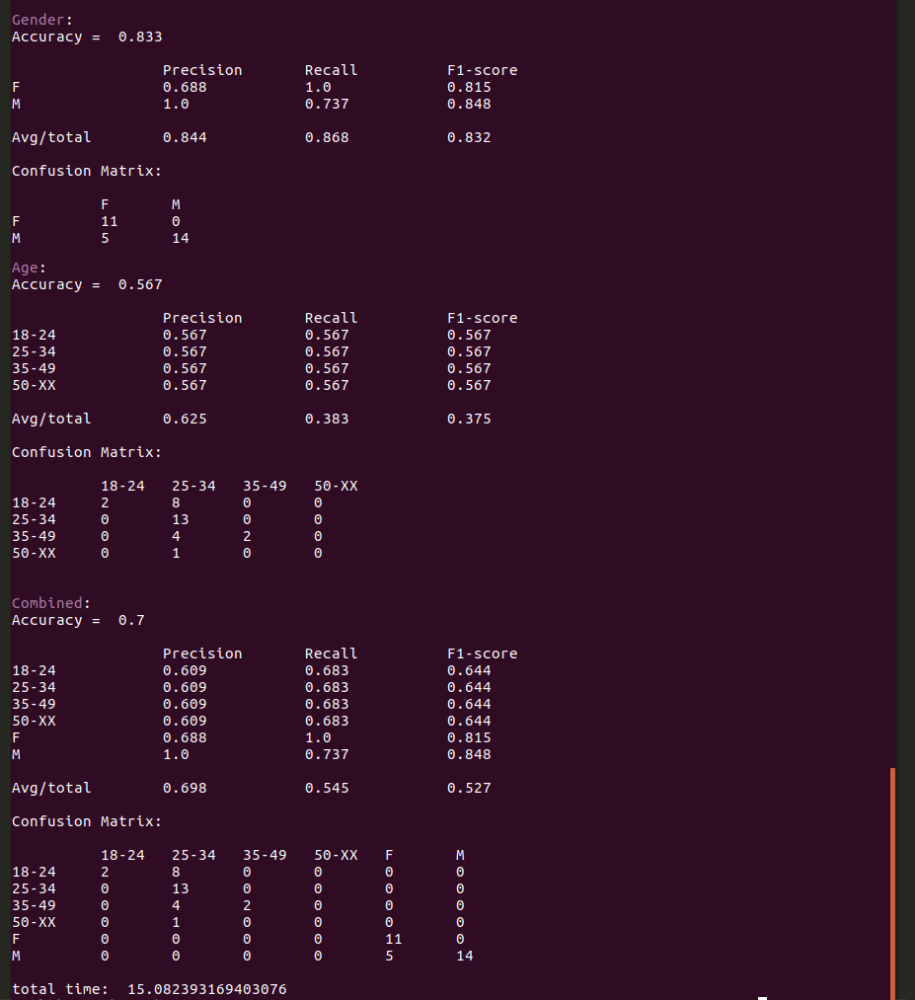 Gender:
Accuracy =  0.833
Precision Recall F1-score
F 0.688 1.0 0.815
M 1.0 0.737 0.848
Avg/total 0.844 0.868 0.832
Confusion Matrix:
F M
F 11 0
M 5 14
Age:
Accuracy =  0.567
Precision Recall F1-score
18-24 0.567 0.567 0.567
25-34 0.567 0.567 0.567
35-49 0.567 0.567 0.567
50-XX 0.567 0.567 0.567
Avg/total 0.625 0.383 0.375
Confusion Matrix:
18-24 25-34 35-49 50-XX
18-24 2 8 0 0
25-34 0 13 0 0
35-49 0 4 2 0
50-XX 0 1 0 0
Combined:
Accuracy =  0.7
Precision Recall F1-score
18-24 0.609 0.683 0.644
25-34 0.609 0.683 0.644
35-49 0.609 0.683 0.644
50-XX 0.609 0.683 0.644
F 0.688 1.0 0.815
M 1.0 0.737 0.848
Avg/total 0.698 0.545 0.527
Confusion Matrix:
18-24 25-34 35-49 50-XX F M
18-24 2 8 0 0 0 0
25-34 0 13 0 0 0 0
35-49 0 4 2 0 0 0
50-XX 0 1 0 0 0 0
F 0 0 0 0 11 0
M 0 0 0 0 5 14
total time:  15.082393169403076